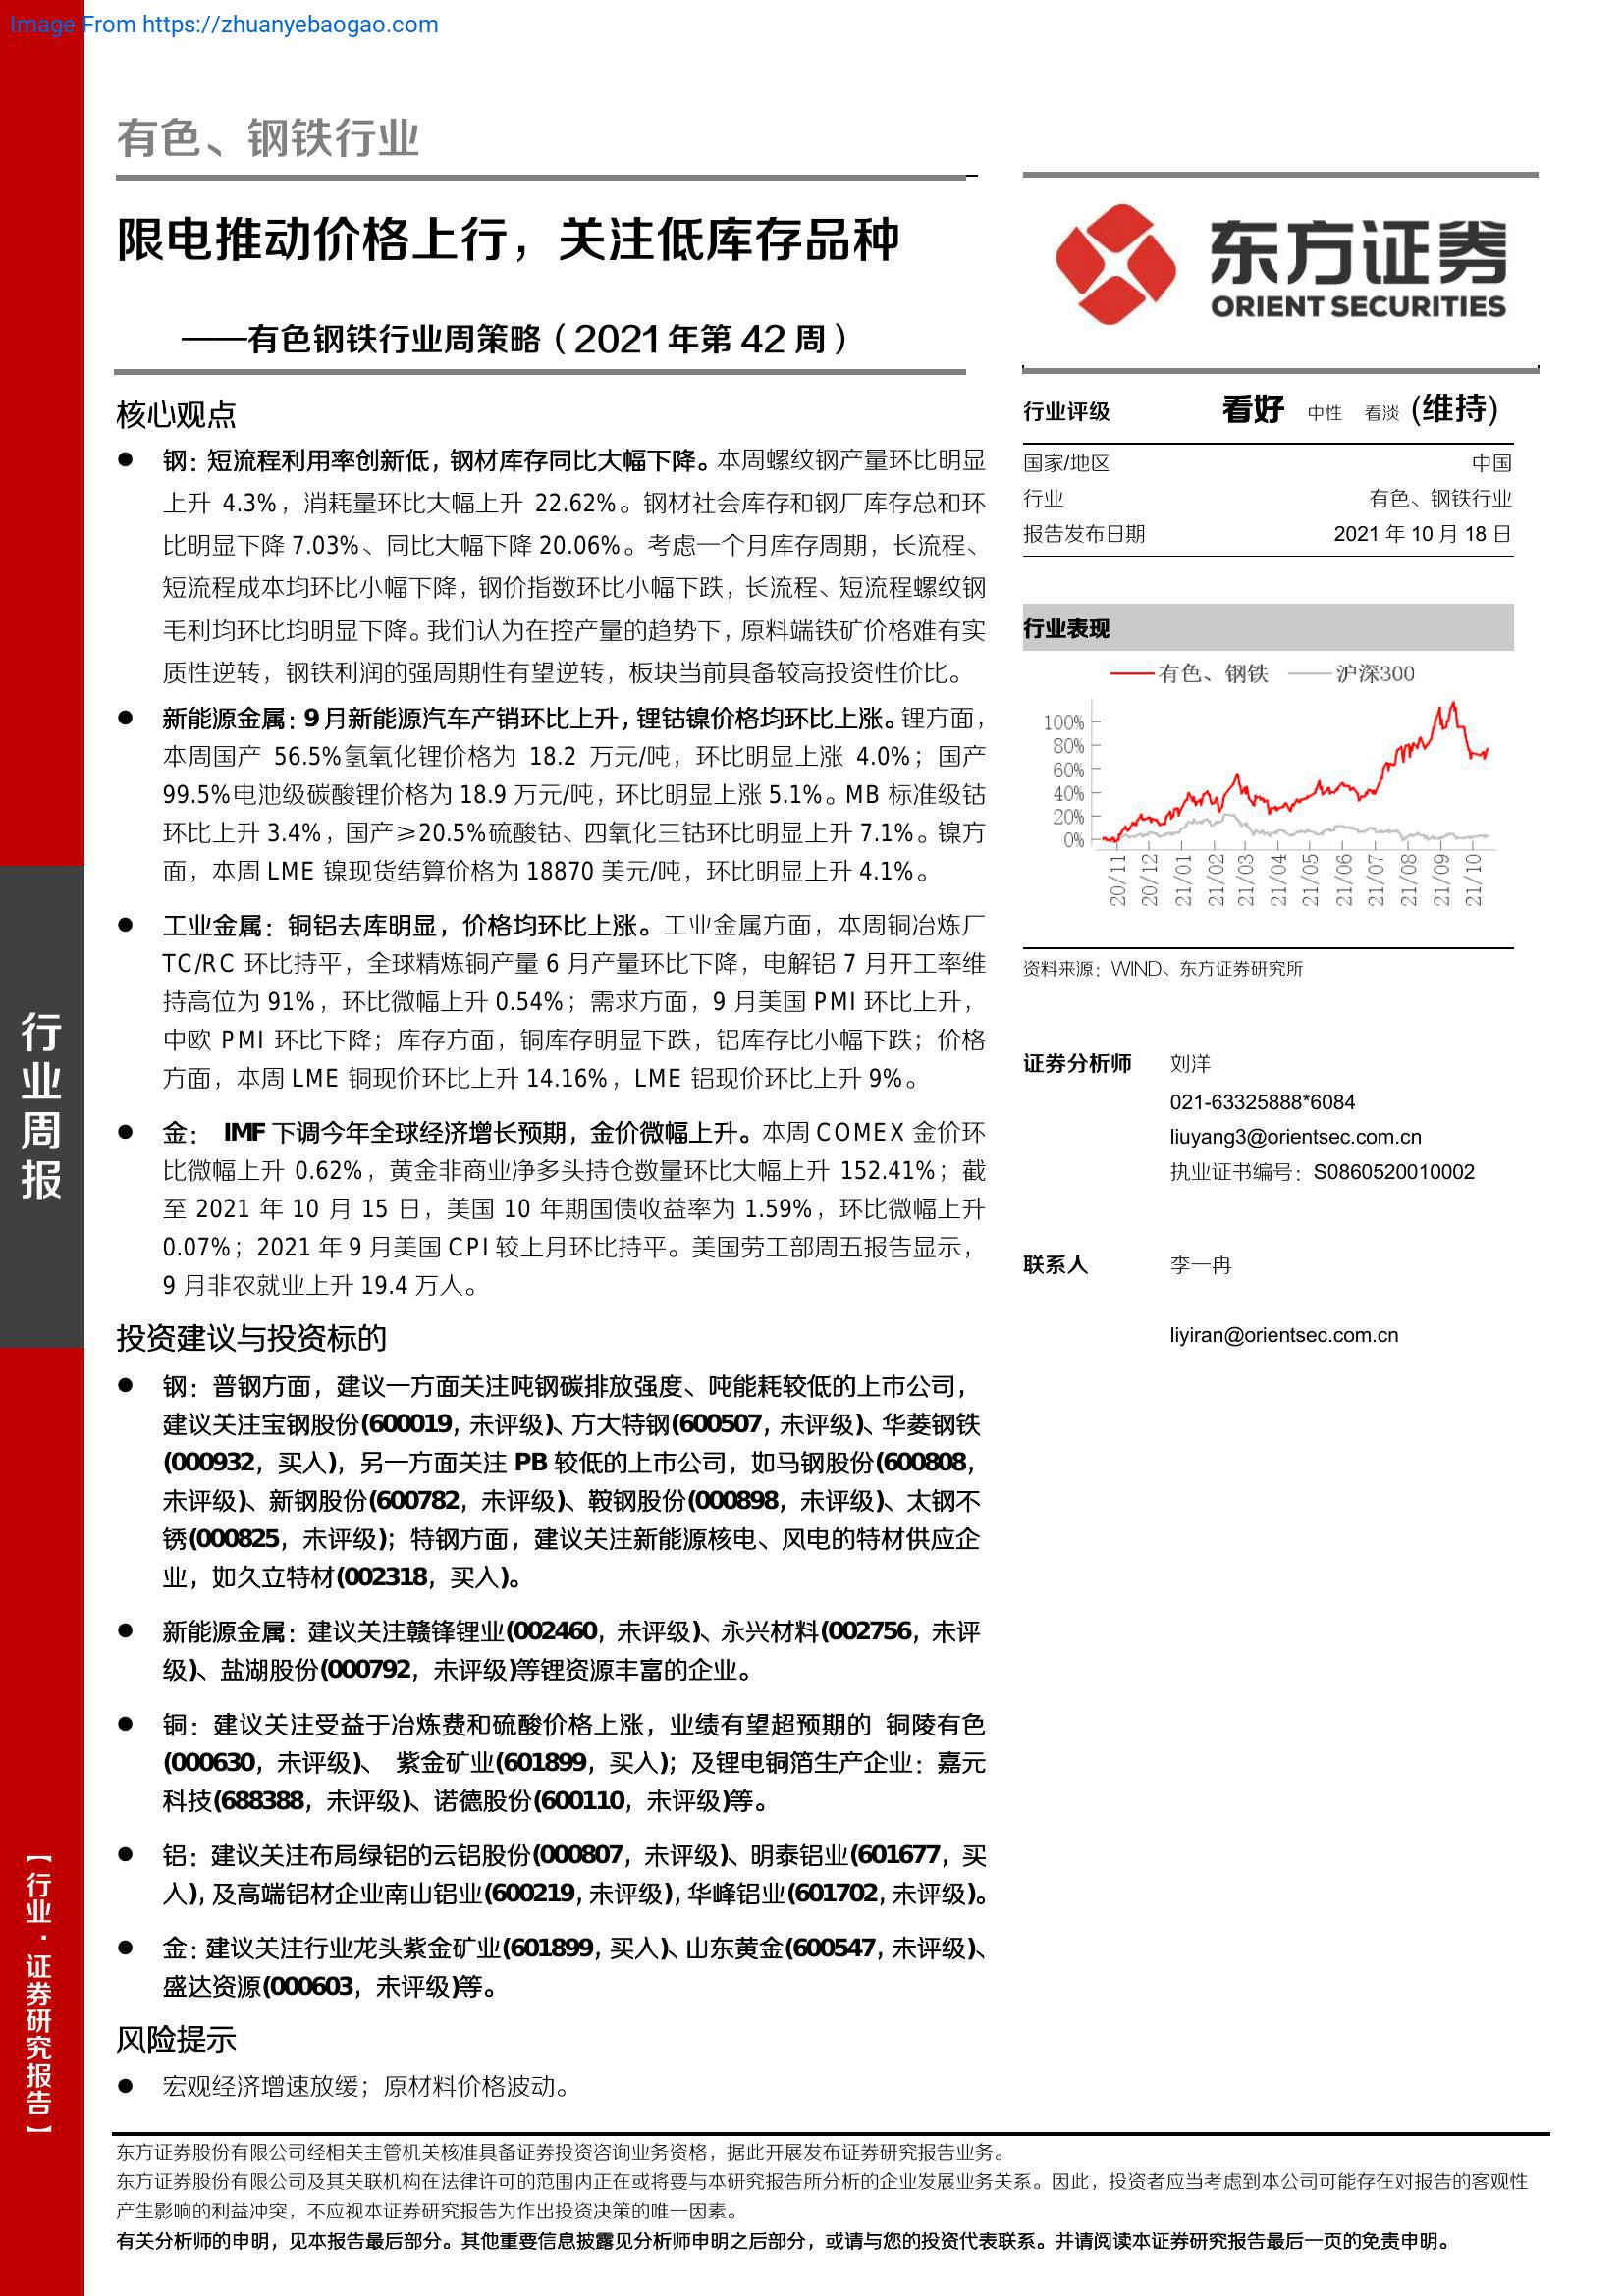 Image From https://zhuanyebaogao.com
有色、钢铁行业
限电推动价格上行，关注低库存品种
——有色钢铁行业周策略（2021年第 42 周）
核心观点
● 钢：短流程利用率创新低，钢材库存同比大幅下降。本周螺纹钢产量环比明显
上升 4.3%，消耗量环比大幅上升 22.62%。钢材社会库存和钢厂库存总和环
比明显下降 7.03%、同比大幅下降 20.06%。考虑一个月库存周期，长流程、
短流程成本均环比小幅下降，钢价指数环比小幅下跌，长流程、短流程螺纹钢
毛利均环比均明显下降。我们认为在控产量的趋势下，原料端铁矿价格难有实
质性逆转，钢铁利润的强周期性有望逆转，板块当前具备较高投资性价比。
● 新能源金属：9 月新能源汽车产销环比上升，锂钴镍价格均环比上涨。锂方面，
本周国产 56.5%氢氧化锂价格为 18.2 万元/吨，环比明显上涨 4.0%；国产
99.5%电池级碳酸锂价格为 18.9 万元/吨，环比明显上涨 5.1%。MB 标准级钴
环比上升 3.4%，国产≥20.5%硫酸钴、四氧化三钴环比明显上升 7.1%。镍方
面，本周 LME 镍现货结算价格为 18870 美元/吨，环比明显上升 4.1%。
● 工业金属：铜铝去库明显，价格均环比上涨。工业金属方面，本周铜冶炼厂
TC/RC 环比持平，全球精炼铜产量 6 月产量环比下降，电解铝 7 月开工率维
持高位为 91%，环比微幅上升 0.54%；需求方面，9 月美国 PMI 环比上升，
中欧 PMI 环比下降；库存方面，铜库存明显下跌，铝库存比小幅下跌；价格
方面，本周 LME 铜现价环比上升 14.16%，LME 铝现价环比上升 9%。
● 金： IMF 下调今年全球经济增长预期，金价微幅上升。本周 COMEX 金价环
比微幅上升 0.62%，黄金非商业净多头持仓数量环比大幅上升 152.41%；截
至 2021 年 10 月 15 日，美国 10 年期国债收益率为 1.59%，环比微幅上升
0.07%；2021 年 9 月美国 CPI 较上月环比持平。美国劳工部周五报告显示，
9 月非农就业上升 19.4 万人。
投资建议与投资标的
● 钢：普钢方面，建议一方面关注吨钢碳排放强度、吨能耗较低的上市公司，
建议关注宝钢股份(600019，未评级)、方大特钢(600507，未评级)、华菱钢铁
(000932，买入)，另一方面关注 PB 较低的上市公司，如马钢股份(600808，
未评级)、新钢股份(600782，未评级)、鞍钢股份(000898，未评级)、太钢不
锈(000825，未评级)；特钢方面，建议关注新能源核电、风电的特材供应企
业，如久立特材(002318，买入)。
● 新能源金属：建议关注赣锋锂业(002460，未评级)、永兴材料(002756，未评
级)、盐湖股份(000792，未评级)等锂资源丰富的企业。
● 铜：建议关注受益于冶炼费和硫酸价格上涨，业绩有望超预期的 铜陵有色
(000630，未评级)、 紫金矿业(601899，买入)；及锂电铜箔生产企业：嘉元
科技(688388，未评级)、诺德股份(600110，未评级)等。
● 铝：建议关注布局绿铝的云铝股份(000807，未评级)、明泰铝业(601677，买
入)，及高端铝材企业南山铝业(600219，未评级)，华峰铝业(601702，未评级)。
● 金：建议关注行业龙头紫金矿业(601899，买入)、山东黄金(600547，未评级)、
盛达资源(000603，未评级)等。
风险提示
● 宏观经济增速放缓；原材料价格波动。
东方证券
ORIENT SECURITIES
行业评级 看好 中性 看淡 (维持)
国家/地区 中国
行业 有色、钢铁行业
报告发布日期 2021 年 10 月 18 日
行业表现
有色、钢铁 沪深300
100%
80%
60%
40%
20%
0%
20/11 20/12 21/01 21/02 21/03 21/04 21/05 21/06 21/07 21/08 21/09 21/10
资料来源：WIND、东方证券研究所
证券分析师 刘洋
021-63325888*6084
liuyang3@orientsec.com.cn
执业证书编号：S0860520010002
联系人 李一冉
liyiran@orientsec.com.cn
行业周报
【行业·证券研究报告】
东方证券股份有限公司经相关主管机关核准具备证券投资咨询业务资格，据此开展发布证券研究报告业务。
东方证券股份有限公司及其关联机构在法律许可的范围内正在或将要与本研究报告所分析的企业发展业务关系。因此，投资者应当考虑到本公司可能存在对报告的客观性
产生影响的利益冲突，不应视本证券研究报告为作出投资决策的唯一因素。
有关分析师的申明，见本报告最后部分。其他重要信息披露见分析师申明之后部分，或请与您的投资代表联系。并请阅读本证券研究报告最后一页的免责申明。